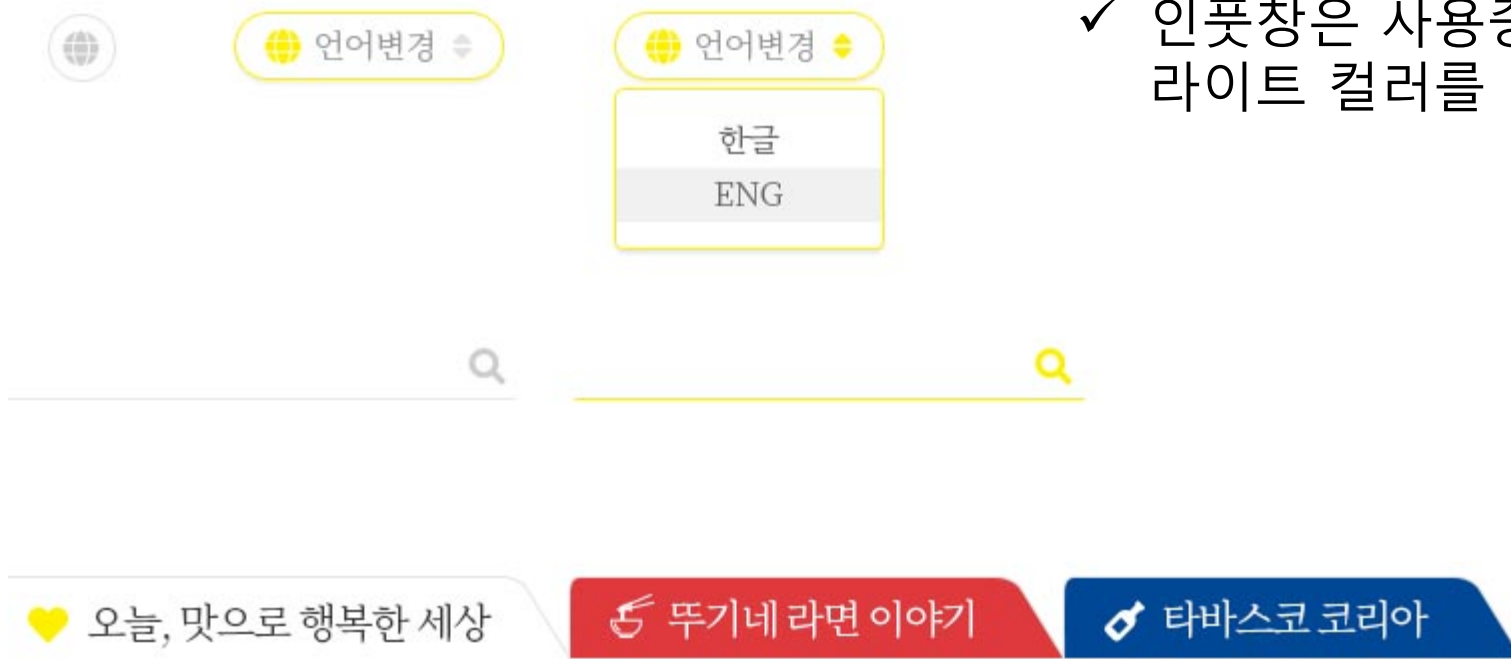 언어변경
언어변경
한글
ENG
✓ 인풋창은 사용중
라이트 컬러를
오늘, 맛으로 행복한 세상
뚜기네 라면 이야기
타바스코 코리아